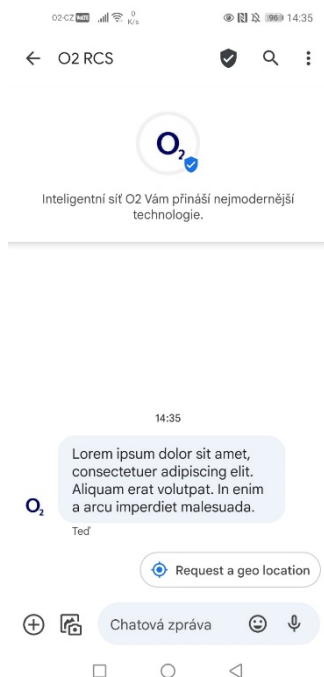 02-CZ 0 K/s 96 14:35
O2 RCS
O2
Inteligentní síť O2 Vám přináší nejmodernější
technologie.
14:35
Lorem ipsum dolor sit amet,
consectetuer adipiscing elit.
Aliquam erat volutpat. In enim
a arcu imperdiet malesuada.
O2
Teď
Request a geo location
Chatová zpráva